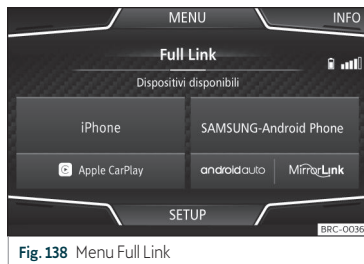 MENU
INFO
Full Link
Dispositivi disponibili
iPhone
SAMSUNG-Android Phone
Apple CarPlay
androidauto
MirrorLink
SETUP
BRC-0036
Fig. 138 Menu Full Link